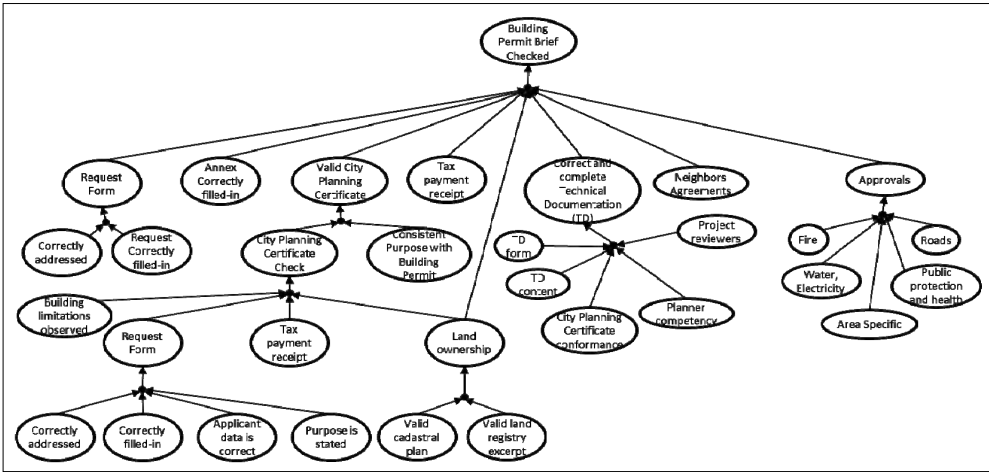 Building
Permit Brief
Checked
Request
Form
Annex
Correctly
filled-in
Valid City
Planning
Certificate
Tax
payment
receipt
Correct and
complete
Technical
Documentation
(TD)
Neighbors
Agreements
Approvals
Correctly
addressed
Request
Correctly
filled-in
City Planning
Certificate
Check
Consistent
Purpose with
Building
Permit
TD
form
Project
reviewers
TD
content
City Planning
Certificate
conformance
Planner
competency
Fire
Roads
Water,
Electricity
Public
protection
and health
Area Specific
Building
limitations
observed
Request
Form
Tax
payment
receipt
Land
ownership
Correctly
addressed
Correctly
filled-in
Applicant
data is
correct
Purpose is
stated
Valid
cadastral
plan
Valid land
registry
excerpt